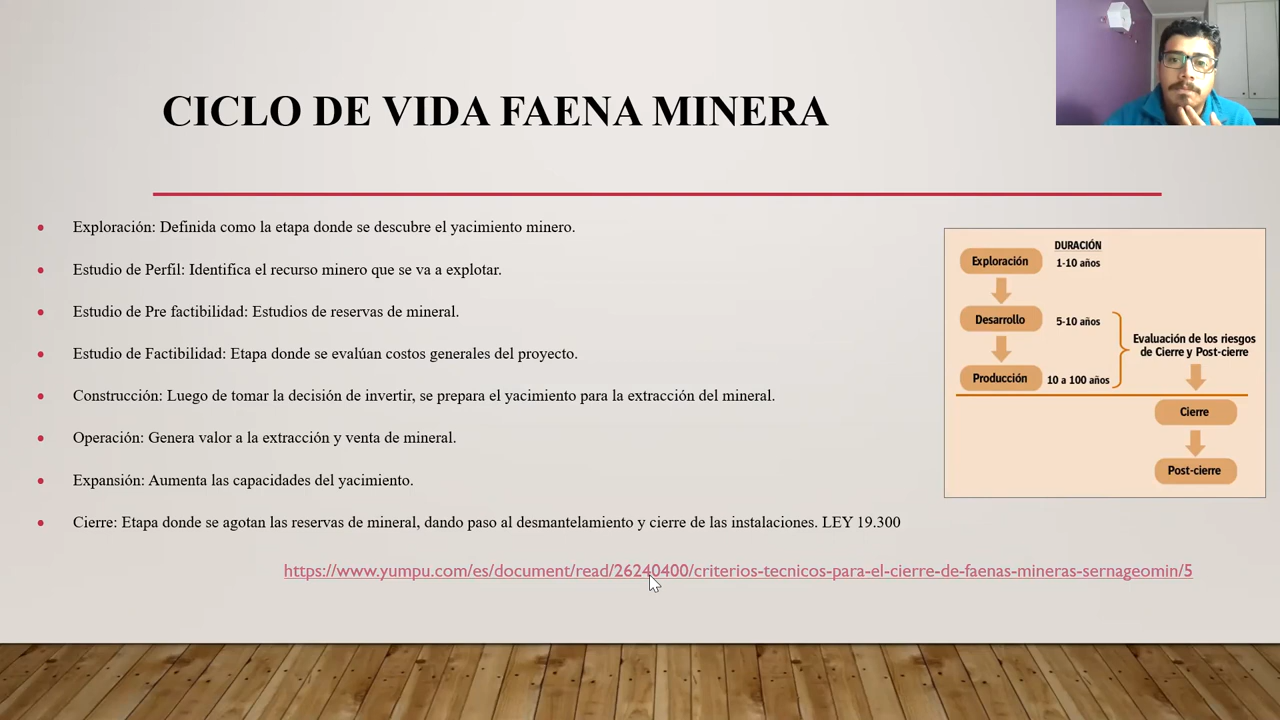 CICLO DE VIDA FAENA MINERA
Exploración: Definida como la etapa donde se descubre el yacimiento minero.
Estudio de Perfil: Identifica el recurso minero que se va a explotar.
Estudio de Pre factibilidad: Estudios de reservas de mineral.
Estudio de Factibilidad: Etapa donde se evalúan costos generales del proyecto.
Construcción: Luego de tomar la decisión de invertir, se prepara el yacimiento para la extracción del mineral.
Operación: Genera valor a la extracción y venta de mineral.
Expansión: Aumenta las capacidades del yacimiento.
Cierre: Etapa donde se agotan las reservas de mineral, dando paso al desmantelamiento y cierre de las instalaciones. LEY 19.300
https://www.yumpu.com/es/document/read/26240400/criterios-tecnicos-para-el-cierre-de-faenas-mineras-sernageomin/5
DURACIÓN
Exploración 1-10 años
Desarrollo 5-10 años
Producción 10 a 100 años
Evaluación de los riesgos
de Cierre y Post-cierre
Cierre
Post-cierre